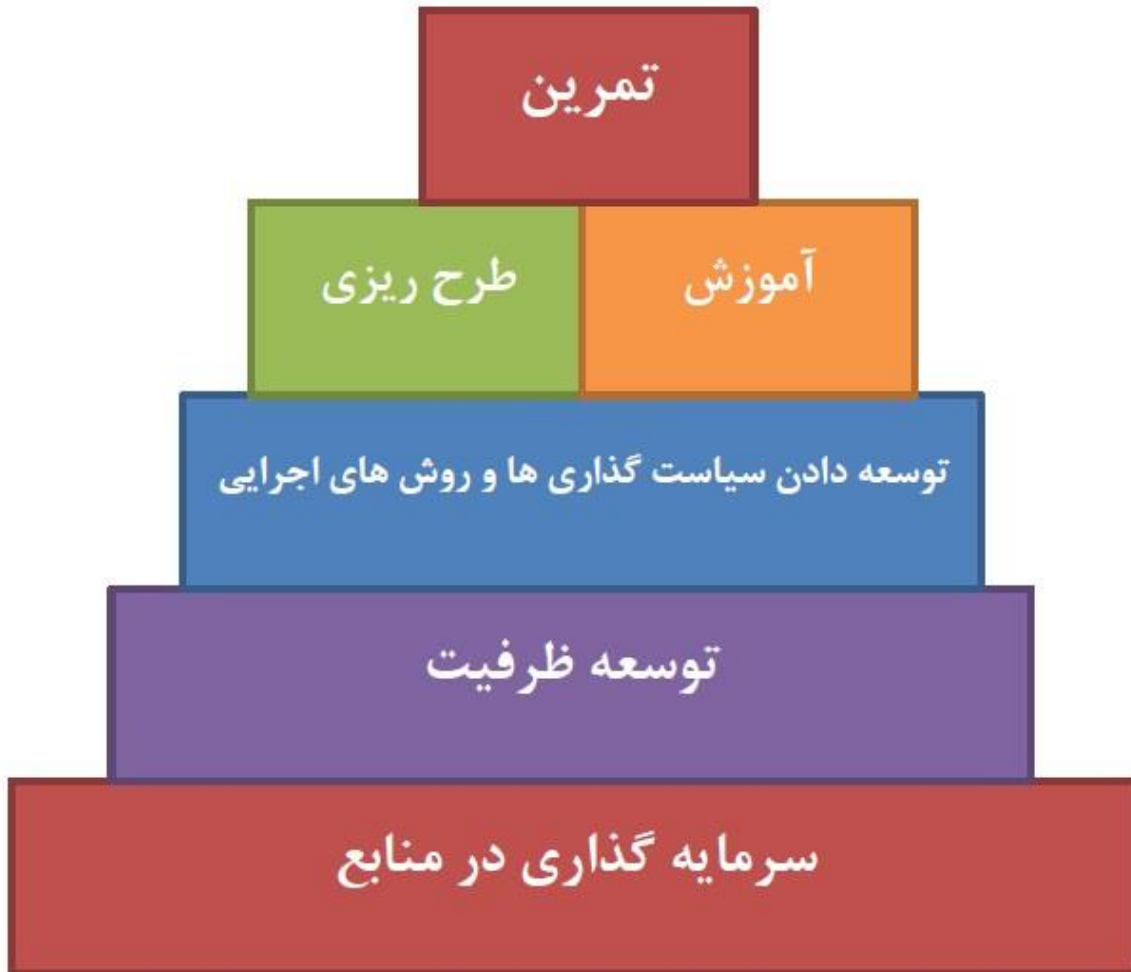 تمرین
آموزش
طرح ریزی
توسعه دادن سیاست گذاری ها و روش های اجرایی
توسعه ظرفیت
سرمایه گذاری در منابع